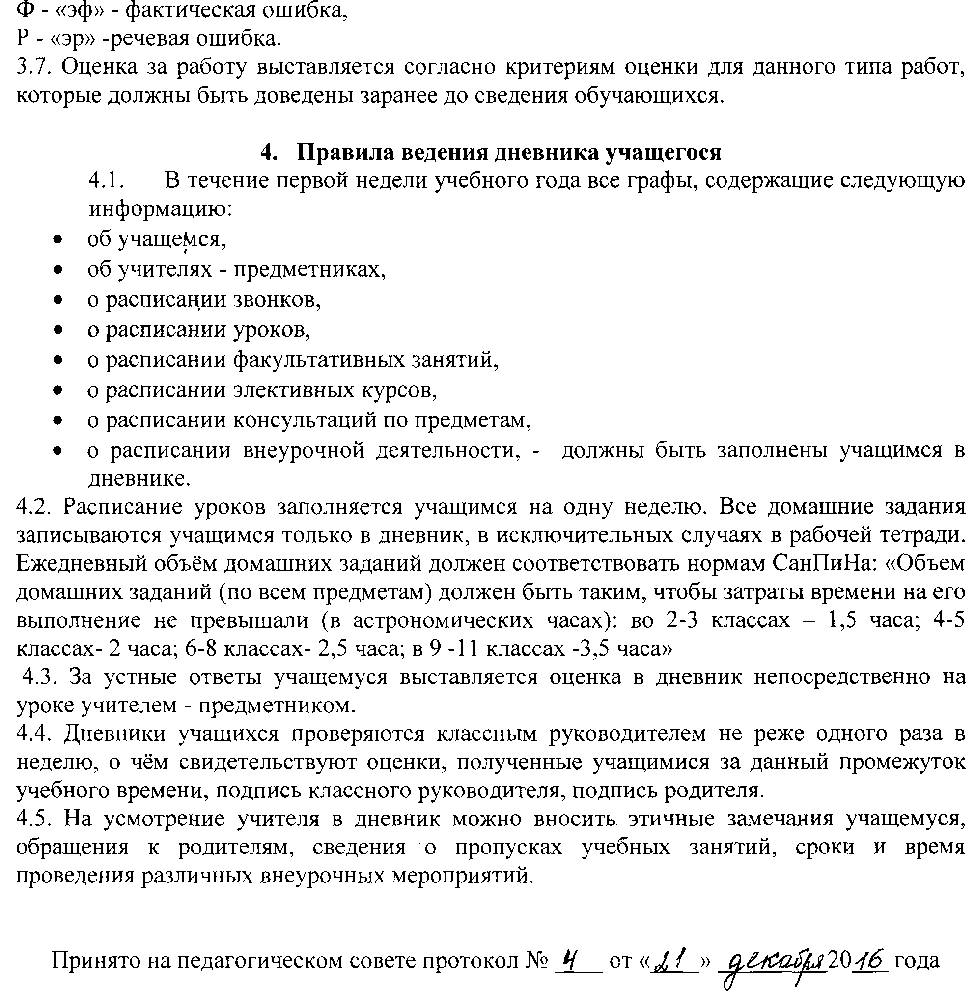 Ф - «эф» - фактическая ошибка,
Р - «эр» -речевая ошибка.
3.7. Оценка за работу выставляется согласно критериям оценки для данного типа работ,
которые должны быть доведены заранее до сведения обучающихся.
4. Правила ведения дневника учащегося
4.1. В течение первой недели учебного года все графы, содержащие следующую
информацию:
• об учащемся,
• об учителях - предметниках,
• о расписании звонков,
• о расписании уроков,
• о расписании факультативных занятий,
• о расписании элективных курсов,
• о расписании консультаций по предметам,
• о расписании внеурочной деятельности, - должны быть заполнены учащимся в
дневнике.
4.2. Расписание уроков заполняется учащимся на одну неделю. Все домашние задания
записываются учащимся только в дневник, в исключительных случаях в рабочей тетради.
Ежедневный объём домашних заданий должен соответствовать нормам СанПиНа: «Объем
домашних заданий (по всем предметам) должен быть таким, чтобы затраты времени на его
выполнение не превышали (в астрономических часах): во 2-3 классах – 1,5 часа; 4-5
классах- 2 часа; 6-8 классах- 2,5 часа; в 9 -11 классах -3,5 часа»
4.3. За устные ответы учащемуся выставляется оценка в дневник непосредственно на
уроке учителем - предметником.
4.4. Дневники учащихся проверяются классным руководителем не реже одного раза в
неделю, о чём свидетельствуют оценки, полученные учащимися за данный промежуток
учебного времени, подпись классного руководителя, подпись родителя.
4.5. На усмотрение учителя в дневник можно вносить этичные замечания учащемуся,
обращения к родителям, сведения о пропусках учебных занятий, сроки и время
проведения различных внеурочных мероприятий.
Принято на педагогическом совете протокол № 4 от «21» декабря 2016 года